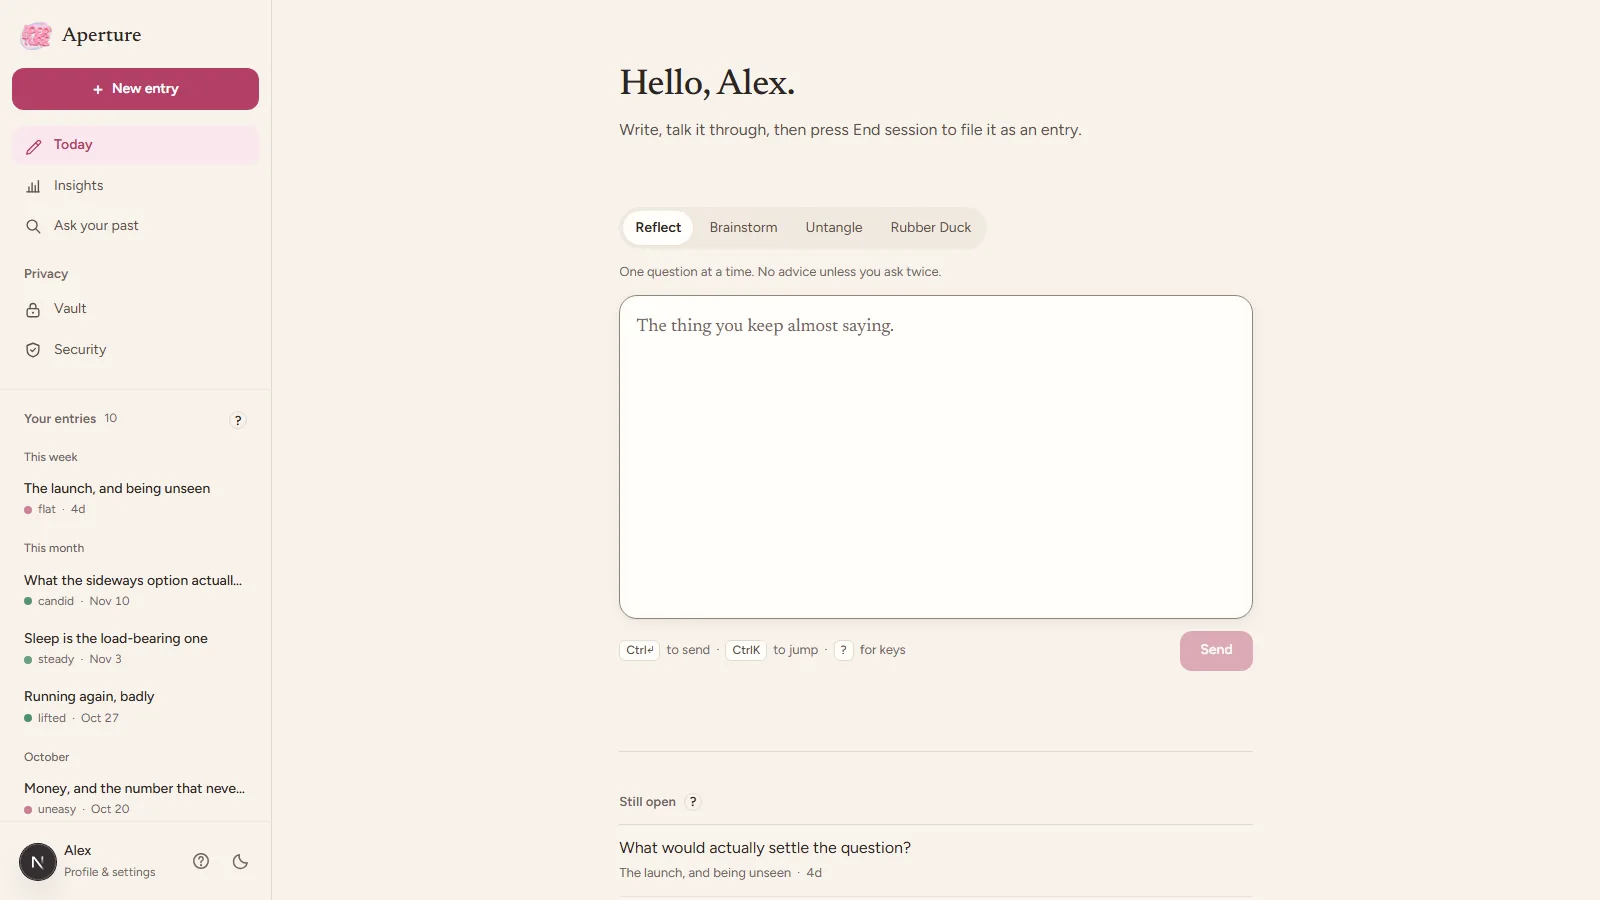 Aperture
+ New entry
Today
Insights
Ask your past
Privacy
Vault
Security
Your entries 10 ?
This week
The launch, and being unseen
flat · 4d
This month
What the sideways option actuall...
candid · Nov 10
Sleep is the load-bearing one
steady · Nov 3
Running again, badly
lifted · Oct 27
October
Money, and the number that neve...
uneasy · Oct 20
N
Alex
Profile & settings
Hello, Alex.
Write, talk it through, then press End session to file it as an entry.
Reflect Brainstorm Untangle Rubber Duck
One question at a time. No advice unless you ask twice.
The thing you keep almost saying.
Ctrl↵ to send · CtrlK to jump · ? for keys
Send
Still open ?
What would actually settle the question?
The launch, and being unseen · 4d